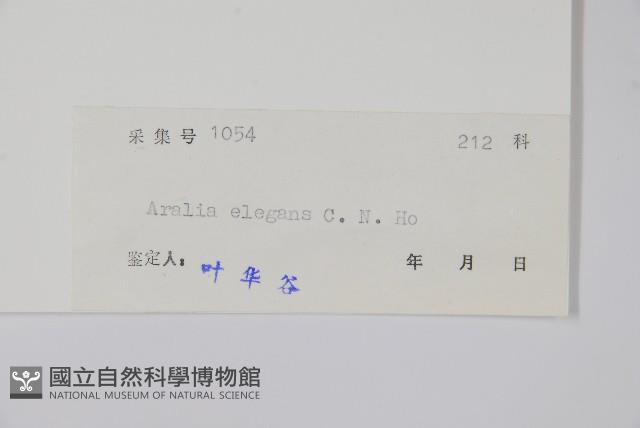 采集号 1054 212 科
Aralia elegans C. N. Ho
鉴定人: 叶华谷 年 月 日
國立自然科學博物館
NATIONAL MUSEUM OF NATURAL SCIENCE